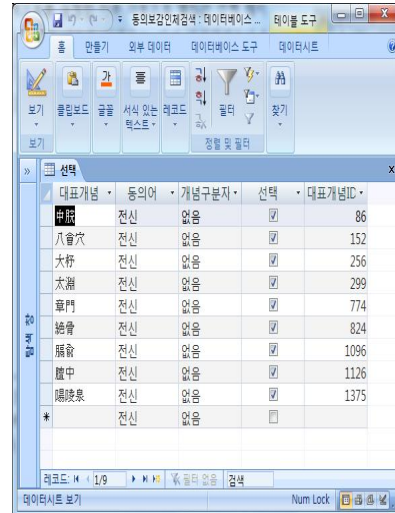 동의보감인체검색 : 데이터베이스 ... 테이블 도구
홈 만들기 외부 데이터 데이터베이스 도구 데이터시트
보기 클립보드 글꼴 서식 있는 텍스트 레코드 필터 찾기
보기 정렬 및 필터
선택
대표개념 동의어 개념구분자 선택 대표개념ID
中脘 전신 없음 86
八會穴 전신 없음 152
大杼 전신 없음 256
太淵 전신 없음 299
章門 전신 없음 774
絶骨 전신 없음 824
膈兪 전신 없음 1096
膻中 전신 없음 1126
陽陵泉 전신 없음 1375
* 전신 없음
탐색 창
레코드: 1/9 필터 없음 검색
데이터시트 보기 Num Lock